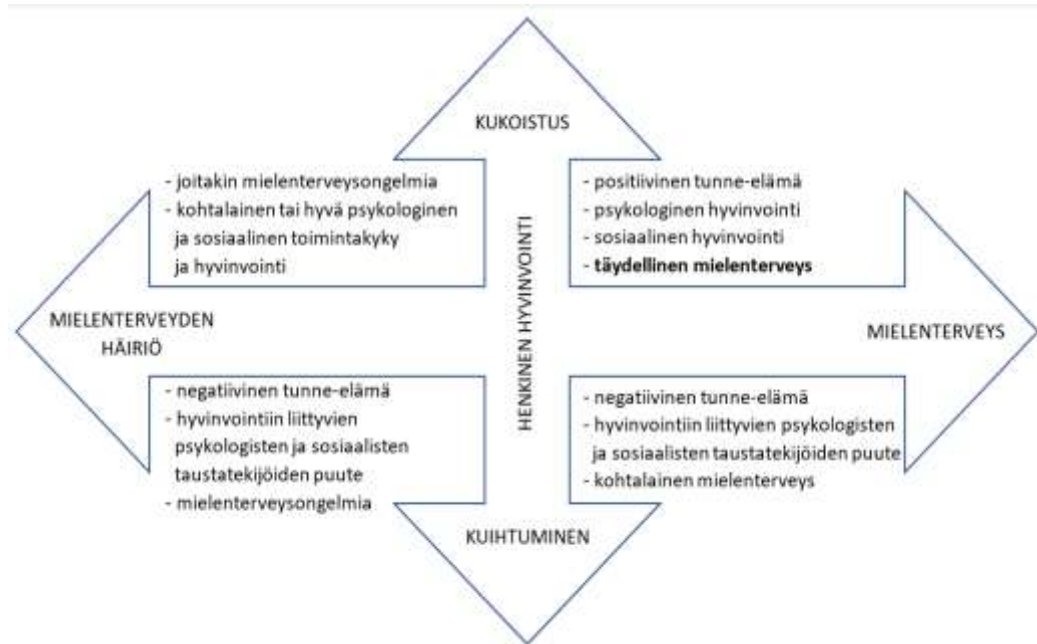 KUKOISTUS
- joitakin mielenterveysongelmia
- kohtalainen tai hyvä psykologinen
ja sosiaalinen toimintakyky
ja hyvinvointi
- positiivinen tunne-elämä
- psykologinen hyvinvointi
- sosiaalinen hyvinvointi
- täydellinen mielenterveys
MIELENTERVEYDEN
HÄIRIÖ
HENKINEN HYVINVOINTI
MIELENTERVEYS
- negatiivinen tunne-elämä
- hyvinvointiin liittyvien
psykologisten ja sosiaalisten
taustatekijöiden puute
- mielenterveysongelmia
- negatiivinen tunne-elämä
- hyvinvointiin liittyvien psykologisten
ja sosiaalisten taustatekijöiden puute
- kohtalainen mielenterveys
KUIHTUMINEN